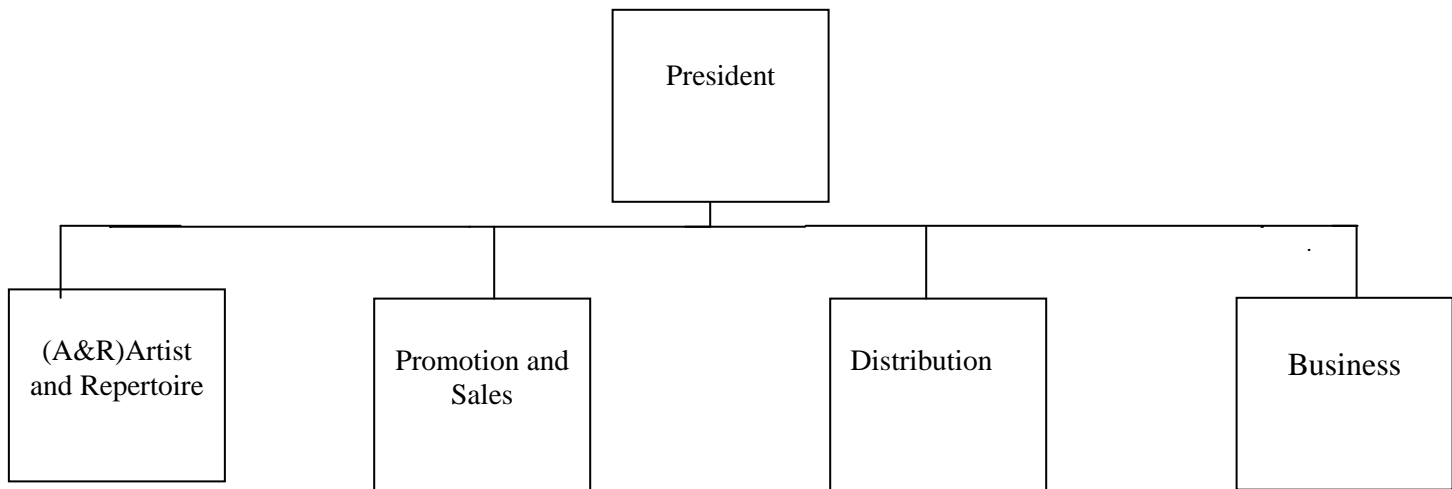 President
(A&R)Artist
and Repertoire
Promotion and
Sales
Distribution
Business